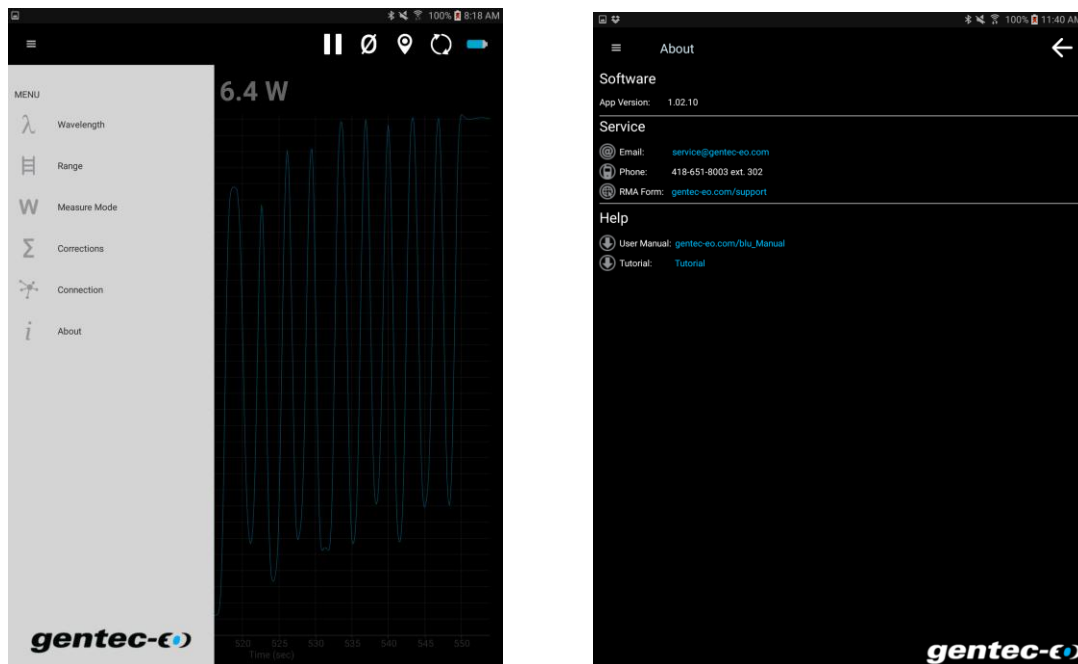 100% 8:18 AM
6.4 W
MENU
λ Wavelength
Range
W Measure Mode
Σ Corrections
Connection
i About
520 525 530 535 540 545 550
Time (sec)
gentec-eo
100% 11:40 AM
About
Software
App Version: 1.02.10
Service
Email: service@gentec-eo.com
Phone: 418-651-8003 ext. 302
RMA Form: gentec-eo.com/support
Help
User Manual: gentec-eo.com/blu_Manual
Tutorial: Tutorial
gentec-eo